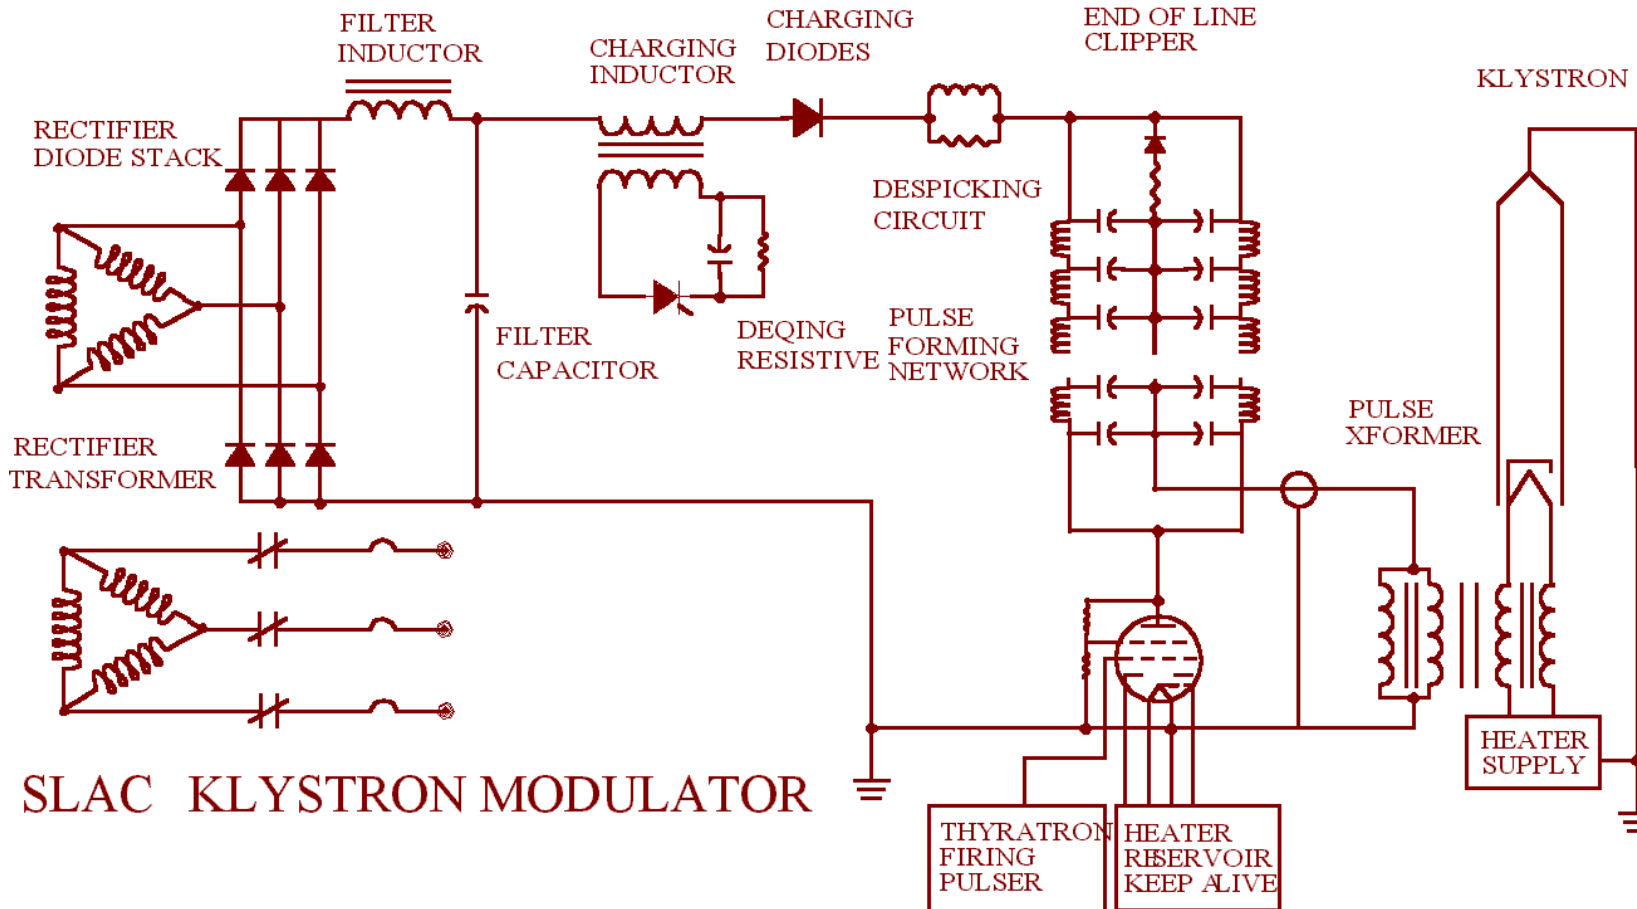 FILTER
INDUCTOR
CHARGING
INDUCTOR
CHARGING
DIODES
END OF LINE
CLIPPER
KLYSTRON
RECTIFIER
DIODE STACK
DESPICKING
CIRCUIT
FILTER
CAPACITOR
DEQING
RESISTIVE
PULSE
FORMING
NETWORK
PULSE
XFORMER
RECTIFIER
TRANSFORMER
HEATER
SUPPLY
SLAC KLYSTRON MODULATOR
THYRATRON
FIRING
PULSER
HEATER
RESERVOIR
KEEP ALIVE